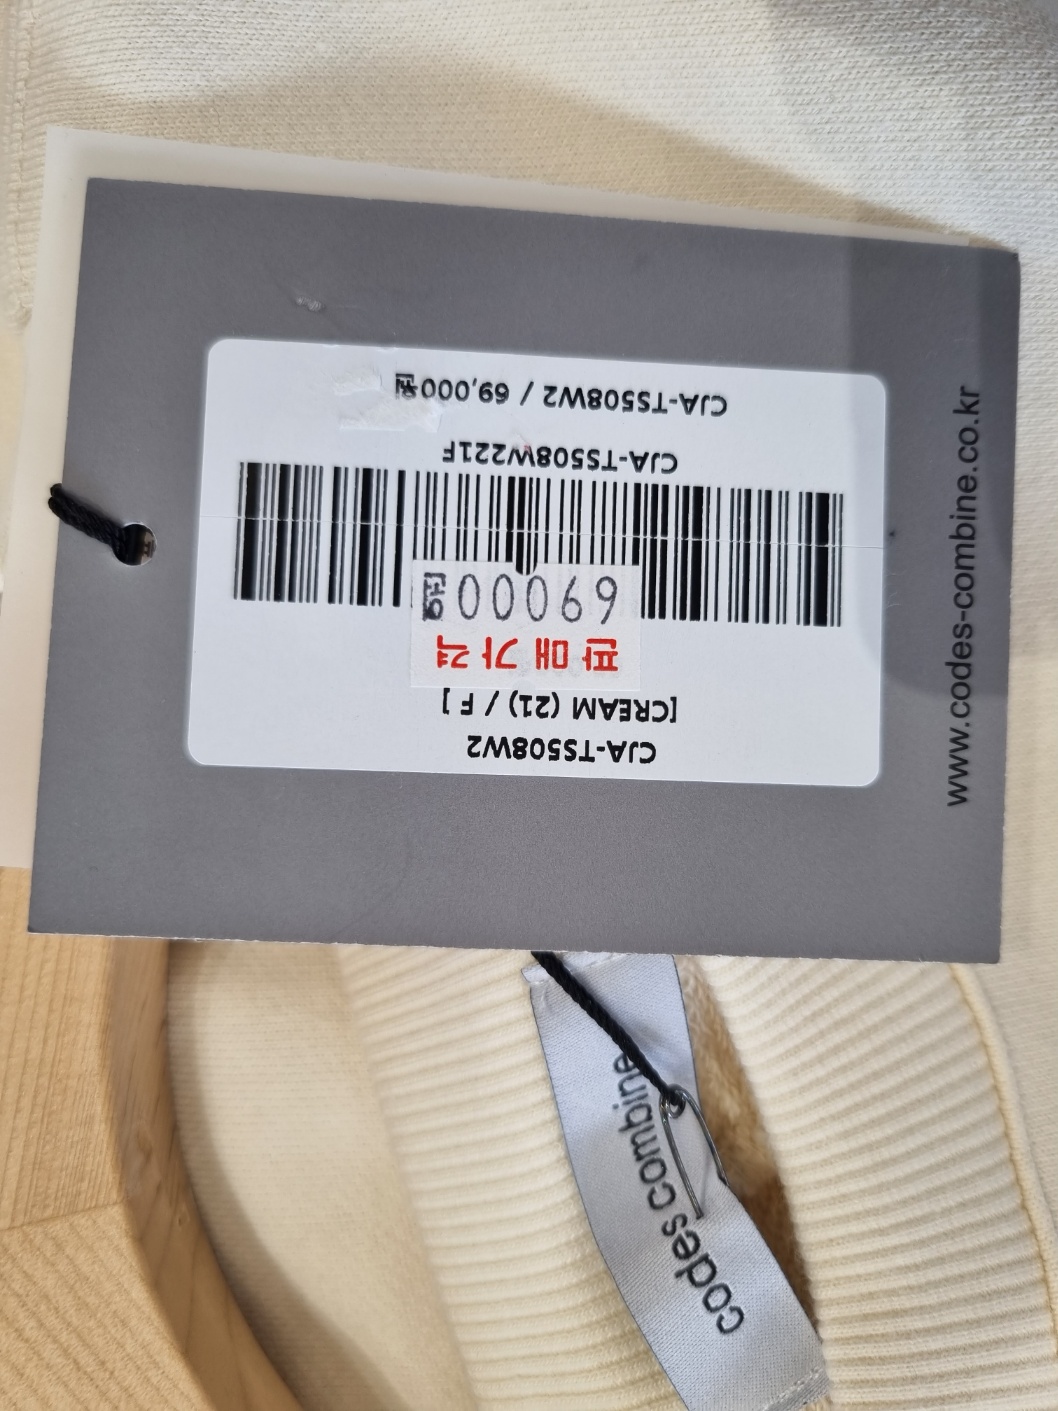 CJA-TS508W2
[CREAM (21) / F ]
판매가격
69000원
CJA-TS508W221F
CJA-TS508W2 / 69,000원
www.codes-combine.co.kr
codes combine